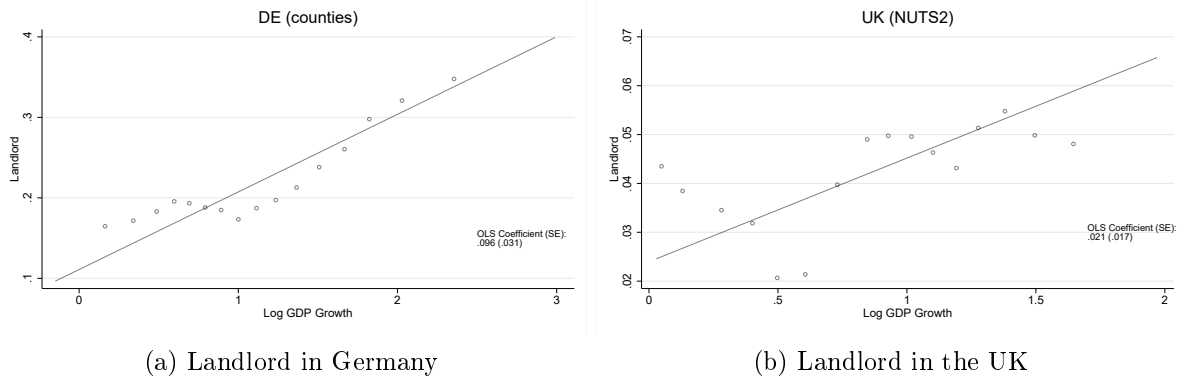 DE (counties)
.4
.3
.2
.1
Landlord
OLS Coefficient (SE):
.096 (.031)
0 1 2 3
Log GDP Growth
(a) Landlord in Germany
UK (NUTS2)
.07
.06
.05
.04
.03
.02
Landlord
OLS Coefficient (SE):
.021 (.017)
0 .5 1 1.5 2
Log GDP Growth
(b) Landlord in the UK